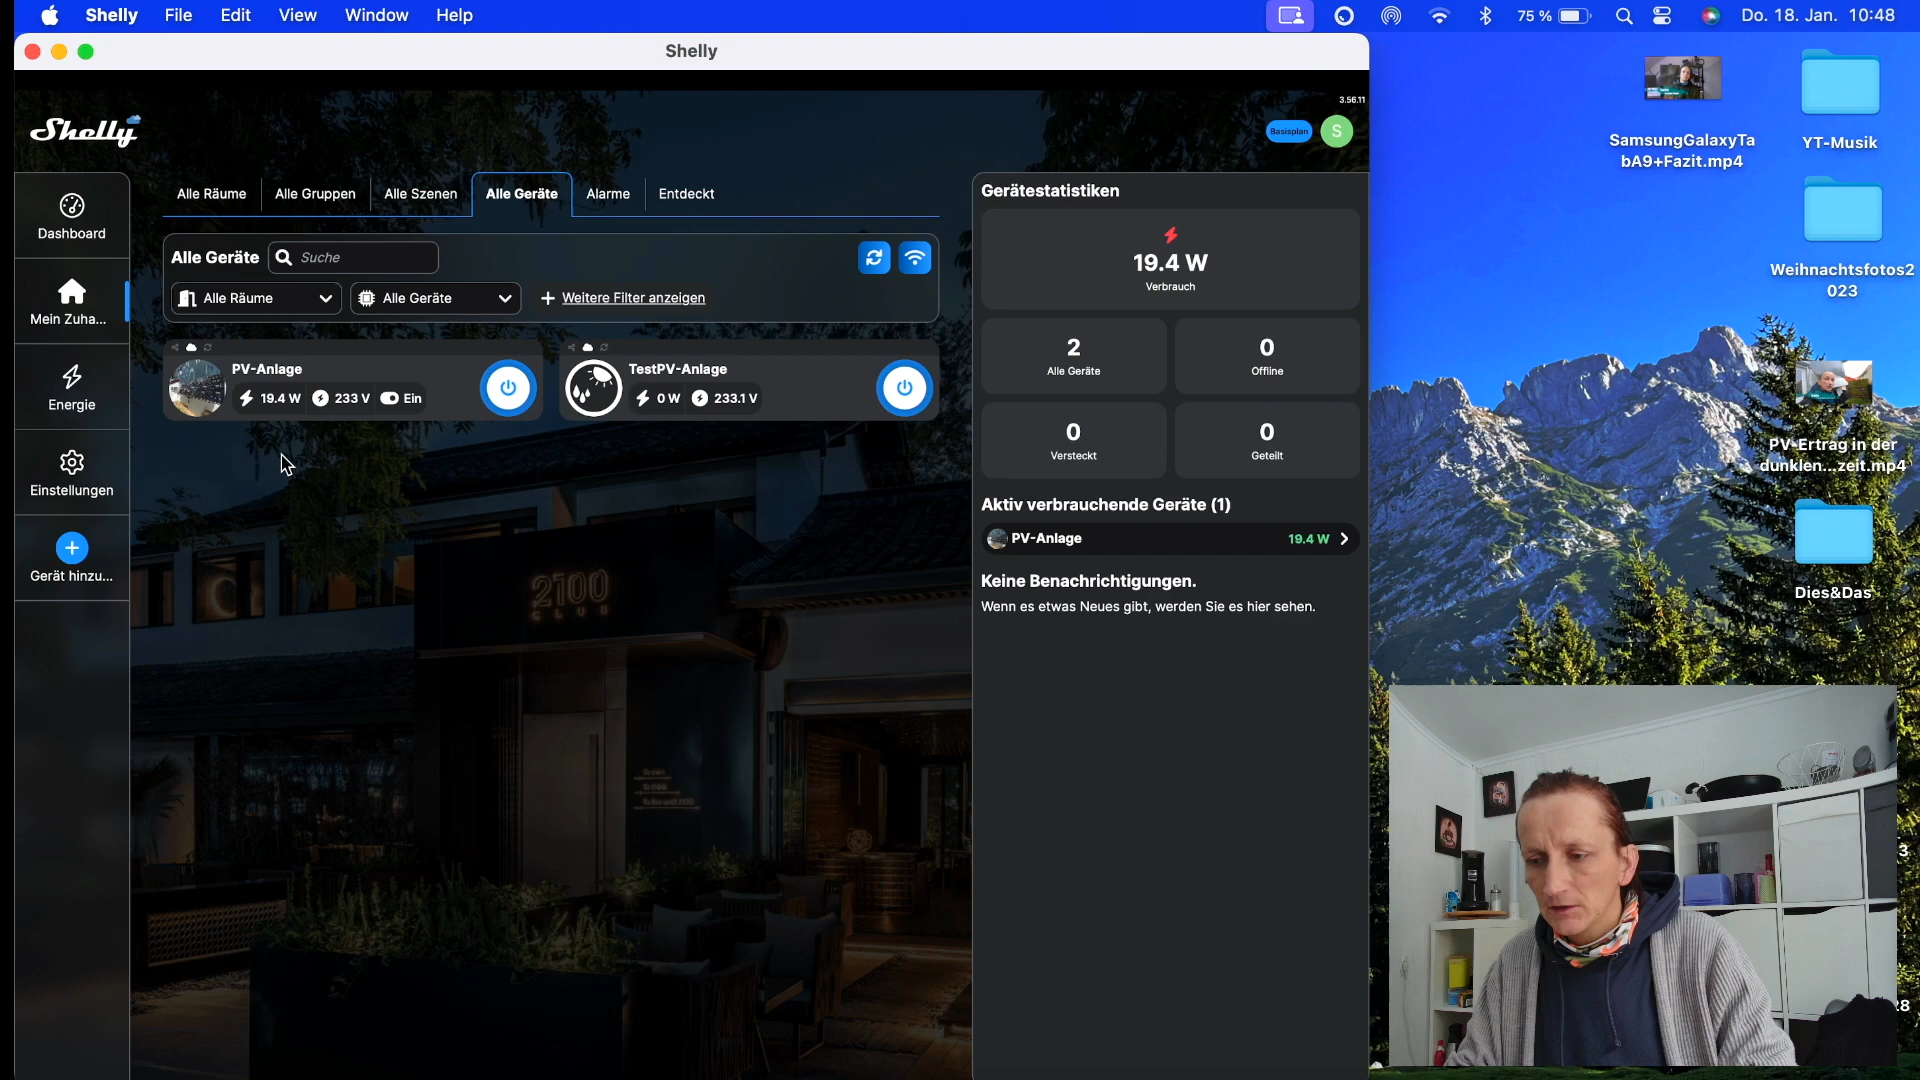 Shelly File Edit View Window Help
75 %
Do. 18. Jan. 10:48
Shelly
3.56.11
Shelly
Basisplan
S
Dashboard
Mein Zuha...
Energie
Einstellungen
Gerät hinzu...
Alle Räume
Alle Gruppen
Alle Szenen
Alle Geräte
Alarme
Entdeckt
Alle Geräte
Suche
Alle Räume
Alle Geräte
Weitere Filter anzeigen
PV-Anlage
19.4 W
233 V
Ein
TestPV-Anlage
0 W
233.1 V
2100
CLUB
Gerätestatistiken
19.4 W
Verbrauch
2
Alle Geräte
0
Offline
0
Versteckt
0
Geteilt
Aktiv verbrauchende Geräte (1)
PV-Anlage
19.4 W
Keine Benachrichtigungen.
Wenn es etwas Neues gibt, werden Sie es hier sehen.
SamsungGalaxyTa
bA9+Fazit.mp4
YT-Musik
Weihnachtsfotos2
023
PV-Ertrag in der
dunklen...zeit.mp4
Dies&Das
3
28